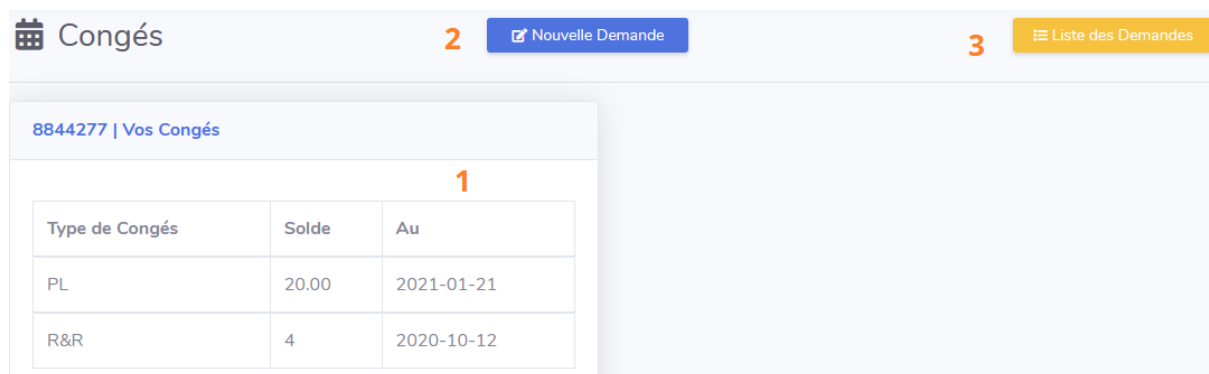 Congés
2
Nouvelle Demande
3
Liste des Demandes
8844277 | Vos Congés
1
Type de Congés Solde Au
PL 20.00 2021-01-21
R&R 4 2020-10-12